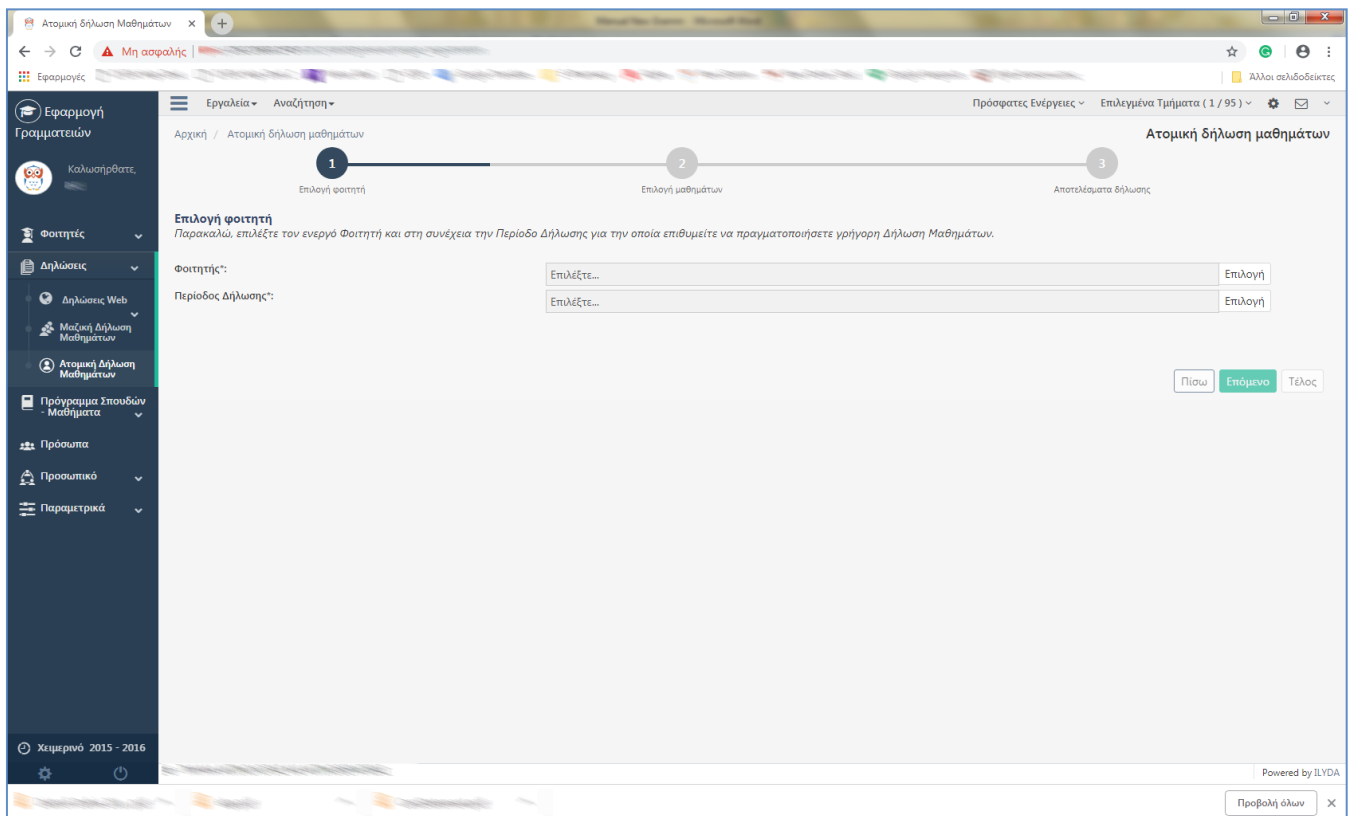 Ατομική δήλωση Μαθημάτων
Μη ασφαλής
Εφαρμογές
Άλλοι σελιδοδείκτες
Εφαρμογή
Γραμματειών
Καλωσήρθατε,
Φοιτητές
Δηλώσεις
Δηλώσεις Web
Μαζική Δήλωση
Μαθημάτων
Ατομική Δήλωση
Μαθημάτων
Πρόγραμμα Σπουδών
- Μαθήματα
Πρόσωπα
Προσωπικό
Παραμετρικά
Χειμερινό 2015 - 2016
Εργαλεία Αναζήτηση
Πρόσφατες Ενέργειες Επιλεγμένα Τμήματα ( 1 / 95 )
Αρχική / Ατομική δήλωση μαθημάτων
Ατομική δήλωση μαθημάτων
1 2 3
Επιλογή φοιτητή Επιλογή μαθημάτων Αποτελέσματα δήλωσης
Επιλογή φοιτητή
Παρακαλώ, επιλέξτε τον ενεργό Φοιτητή και στη συνέχεια την Περίοδο Δήλωσης για την οποία επιθυμείτε να πραγματοποιήσετε γρήγορη Δήλωση Μαθημάτων.
Φοιτητής*: Επιλέξτε... Επιλογή
Περίοδος Δήλωσης*: Επιλέξτε... Επιλογή
Πίσω Επόμενο Τέλος
Powered by ILYDA
Προβολή όλων